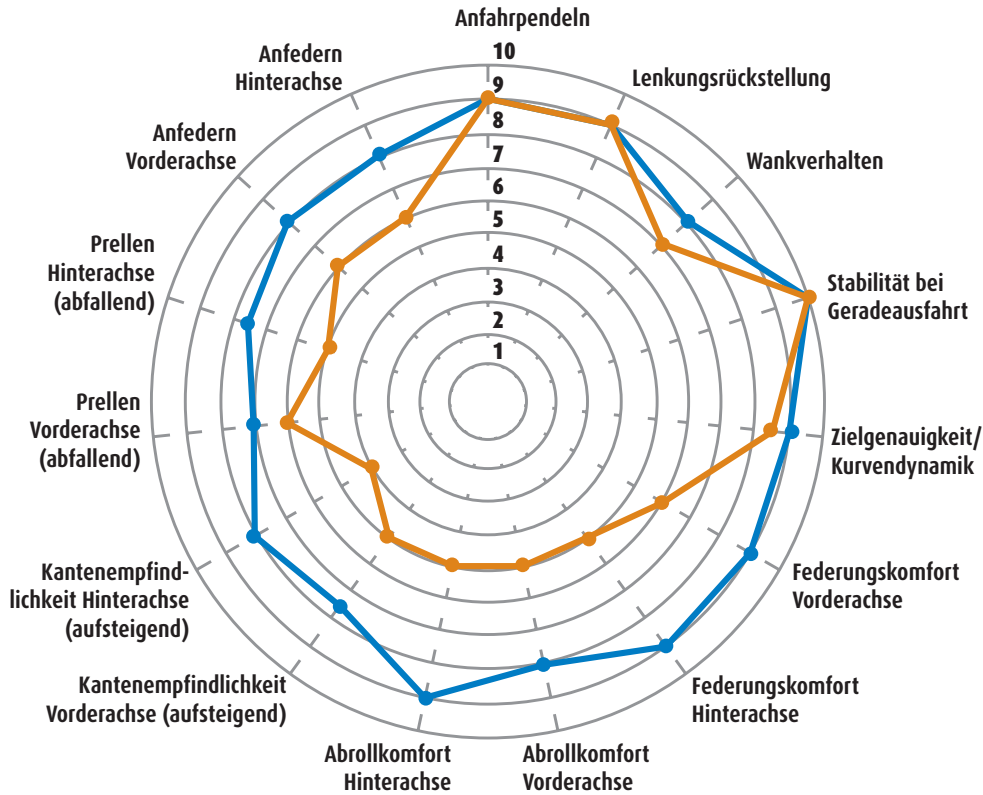 Anfahrpendeln
10
9
8
7
6
5
4
3
2
1
Lenkungsrückstellung
Wankverhalten
Stabilität bei
Geradeausfahrt
Zielgenauigkeit/
Kurvendynamik
Federungskomfort
Vorderachse
Federungskomfort
Hinterachse
Abrollkomfort
Vorderachse
Abrollkomfort
Hinterachse
Kantenempfindlichkeit
Vorderachse (aufsteigend)
Kantenempfind-
lichkeit Hinterachse
(aufsteigend)
Prellen
Vorderachse
(abfallend)
Prellen
Hinterachse
(abfallend)
Anfedern
Vorderachse
Anfedern
Hinterachse